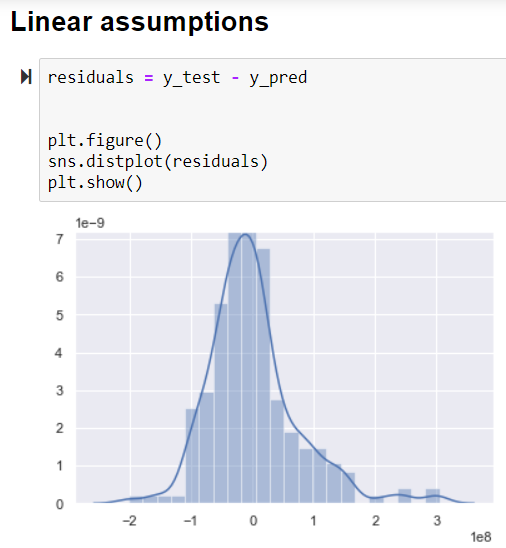 Linear assumptions
residuals = y_test - y_pred
plt.figure()
sns.distplot(residuals)
plt.show()
1e−9
7
6
5
4
3
2
1
0
−2 −1 0 1 2 3
1e8